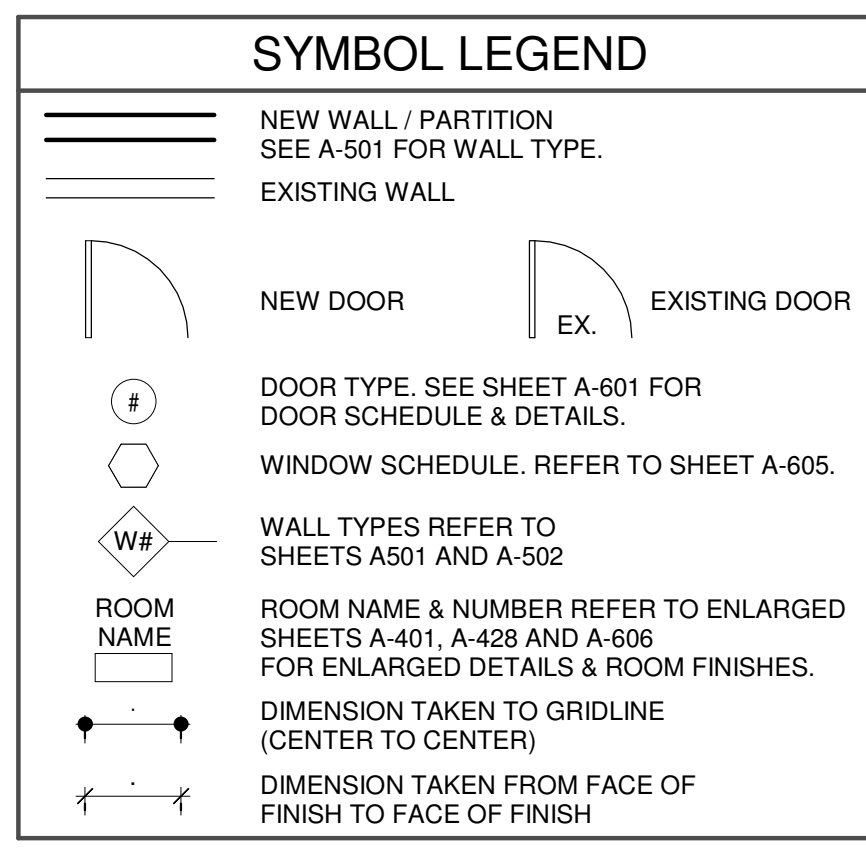 SYMBOL LEGEND
NEW WALL / PARTITION
SEE A-501 FOR WALL TYPE.
EXISTING WALL
NEW DOOR
EX.
EXISTING DOOR
#
DOOR TYPE. SEE SHEET A-601 FOR
DOOR SCHEDULE & DETAILS.
WINDOW SCHEDULE. REFER TO SHEET A-605.
W#
WALL TYPES REFER TO
SHEETS A501 AND A-502
ROOM
NAME
ROOM NAME & NUMBER REFER TO ENLARGED
SHEETS A-401, A-428 AND A-606
FOR ENLARGED DETAILS & ROOM FINISHES.
DIMENSION TAKEN TO GRIDLINE
(CENTER TO CENTER)
DIMENSION TAKEN FROM FACE OF
FINISH TO FACE OF FINISH